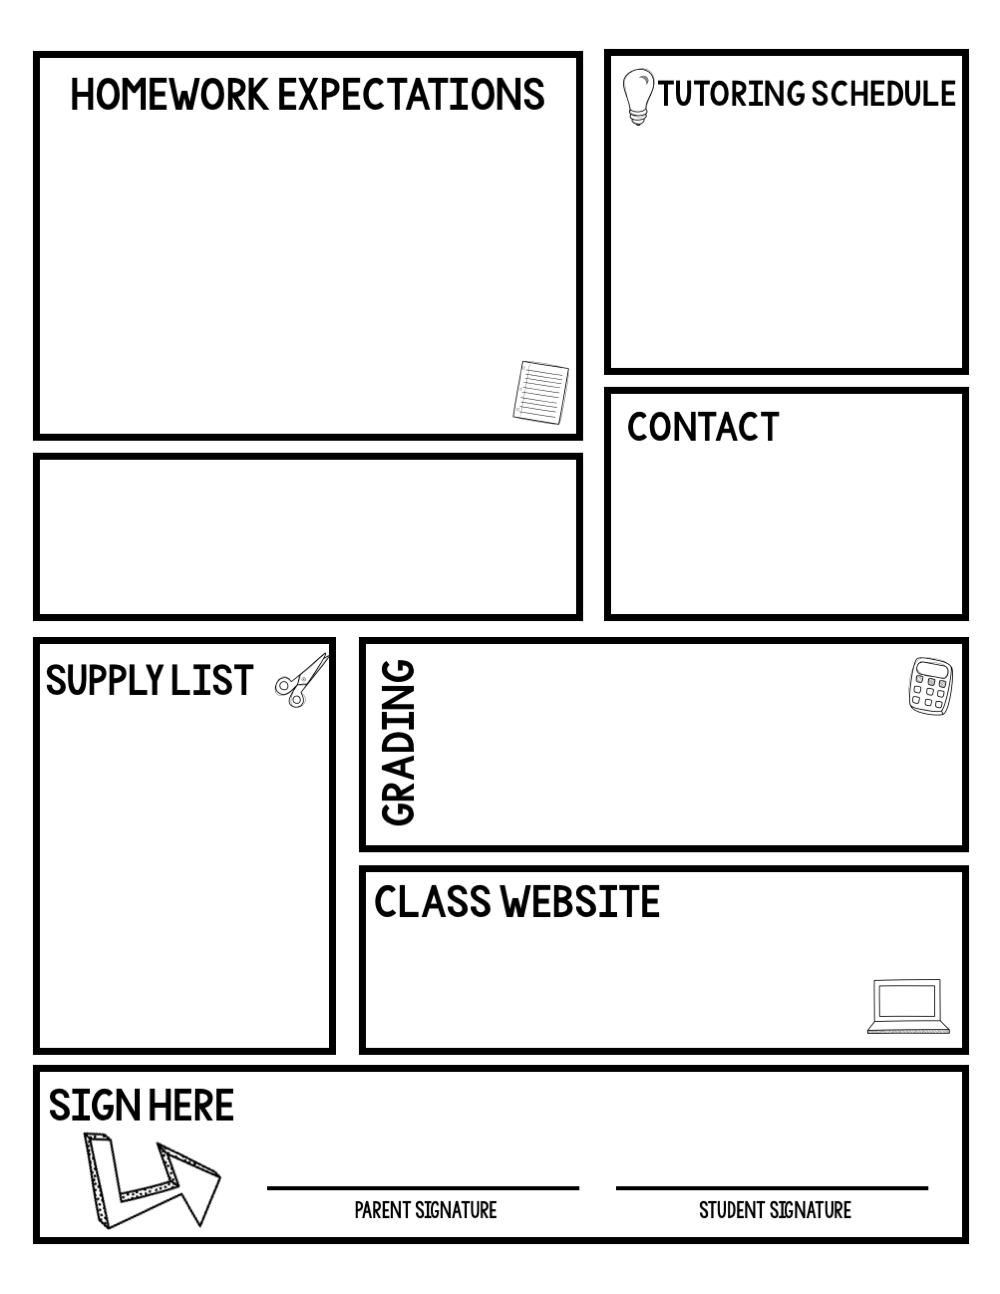 HOMEWORK EXPECTATIONS
TUTORING SCHEDULE
CONTACT
SUPPLY LIST
GRADING
CLASS WEBSITE
SIGN HERE
PARENT SIGNATURE
STUDENT SIGNATURE